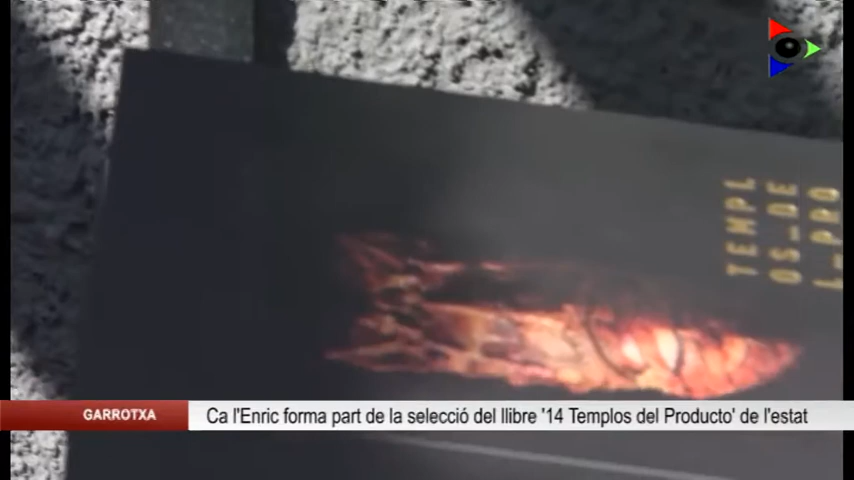 TEMPL
OS_DE
L_PRO
GARROTXA
Ca l'Enric forma part de la selecció del llibre '14 Templos del Producto' de l'estat